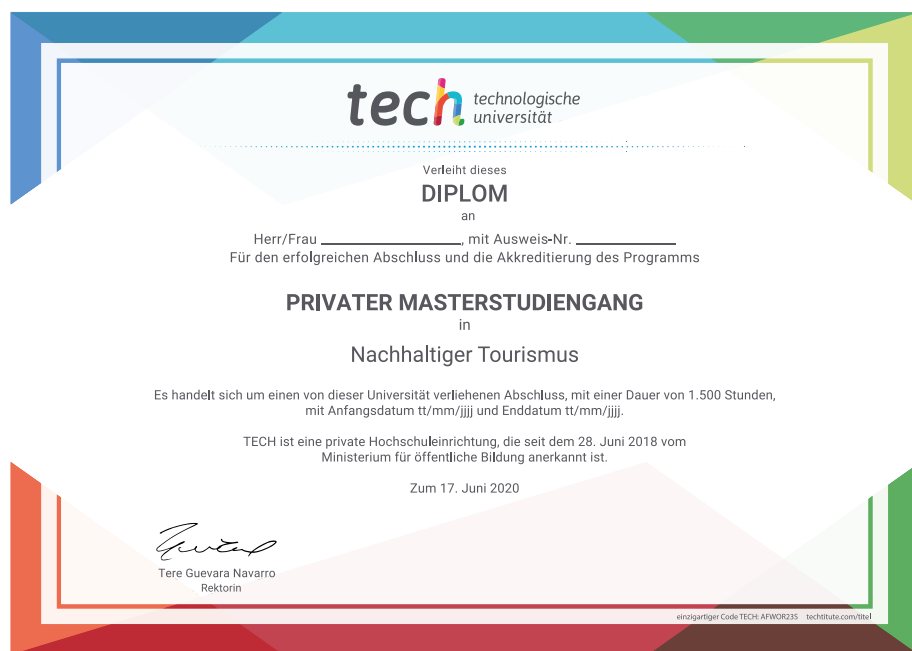 tech technologische
universität
Verleiht dieses
DIPLOM
an
Herr/Frau , mit Ausweis-Nr.
Für den erfolgreichen Abschluss und die Akkreditierung des Programms
PRIVATER MASTERSTUDIENGANG
in
Nachhaltiger Tourismus
Es handelt sich um einen von dieser Universität verliehenen Abschluss, mit einer Dauer von 1.500 Stunden,
mit Anfangsdatum tt/mm/jjjj und Enddatum tt/mm/jjjj.
TECH ist eine private Hochschuleinrichtung, die seit dem 28. Juni 2018 vom
Ministerium für öffentliche Bildung anerkannt ist.
Zum 17. Juni 2020
Tere Guevara Navarro
Rektorin
einzigartiger Code TECH: AFWOR23S techtitute.com/titel